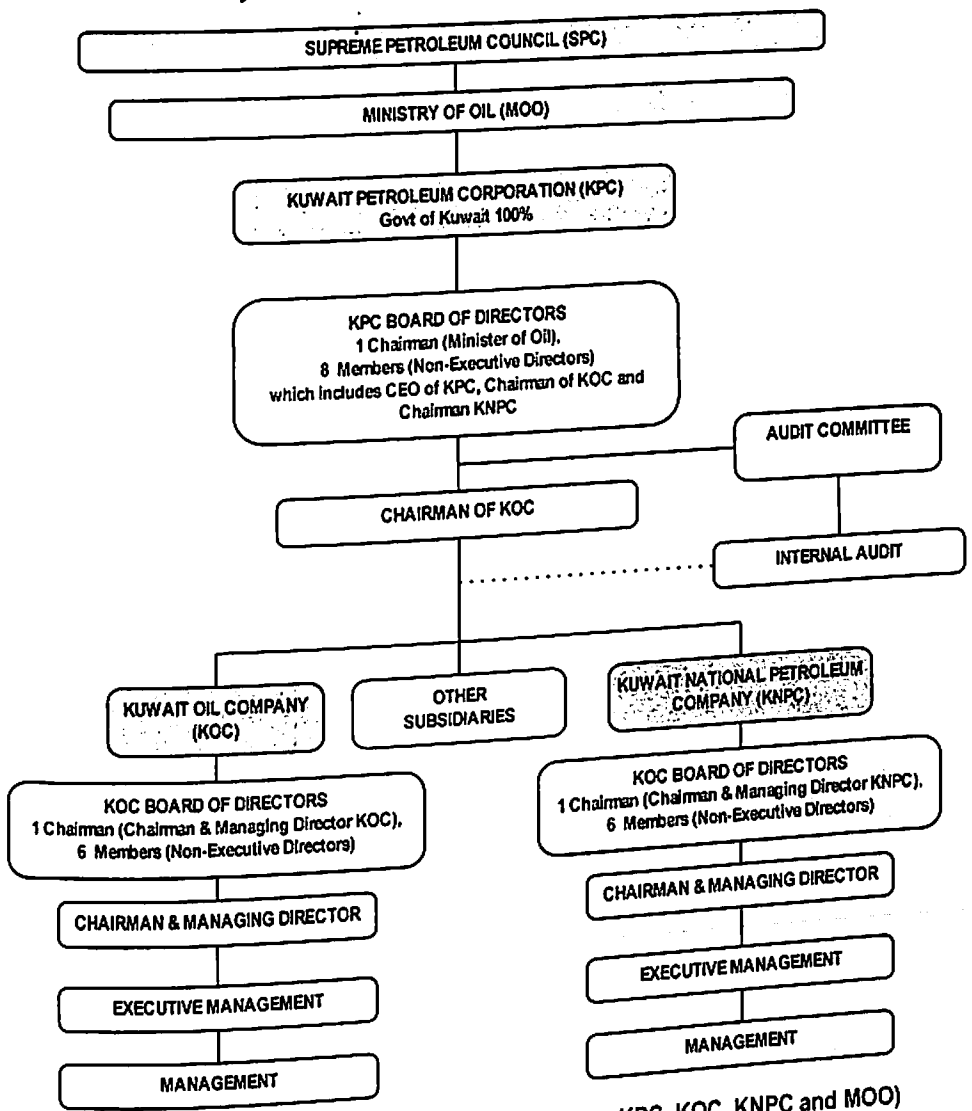 SUPREME PETROLEUM COUNCIL (SPC)
MINISTRY OF OIL (MOO)
KUWAIT PETROLEUM CORPORATION (KPC)
Govt of Kuwait 100%
KPC BOARD OF DIRECTORS
1 Chairman (Minister of Oil),
8 Members (Non-Executive Directors)
which includes CEO of KPC, Chairman of KOC and
Chairman KNPC
AUDIT COMMITTEE
CHAIRMAN OF KOC
INTERNAL AUDIT
KUWAIT OIL COMPANY
(KOC)
OTHER
SUBSIDIARIES
KUWAIT NATIONAL PETROLEUM
COMPANY (KNPC)
KOC BOARD OF DIRECTORS
1 Chairman (Chairman & Managing Director KOC),
6 Members (Non-Executive Directors)
CHAIRMAN & MANAGING DIRECTOR
EXECUTIVE MANAGEMENT
MANAGEMENT
KOC BOARD OF DIRECTORS
1 Chairman (Chairman & Managing Director KNPC),
6 Members (Non-Executive Directors)
CHAIRMAN & MANAGING DIRECTOR
EXECUTIVE MANAGEMENT
MANAGEMENT
KOC, KNPC and MOO)